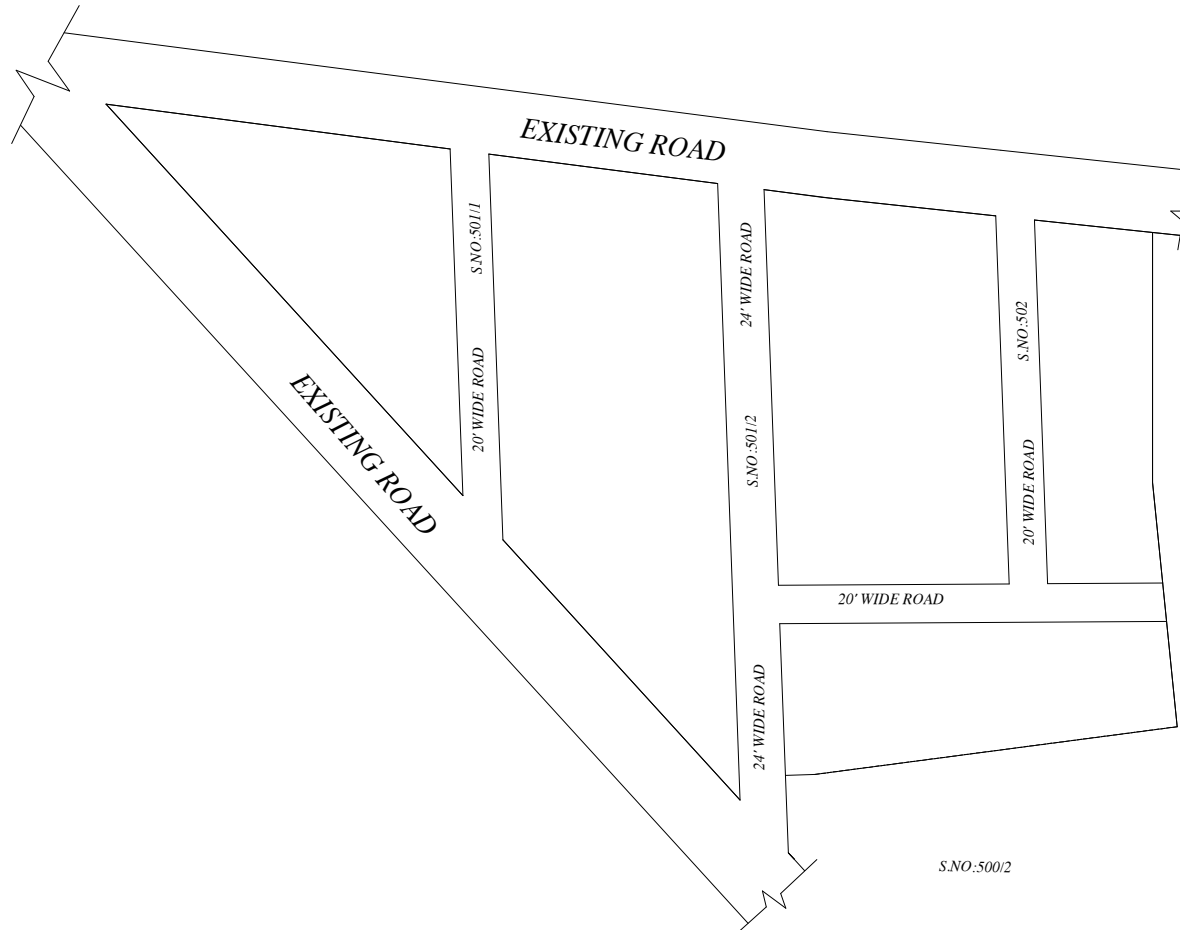 EXISTING ROAD
S.NO:501/1
24' WIDE ROAD
S.NO:502
20' WIDE ROAD
EXISTING ROAD
S.NO:501/2
20' WIDE ROAD
20' WIDE ROAD
24' WIDE ROAD
S.NO:500/2